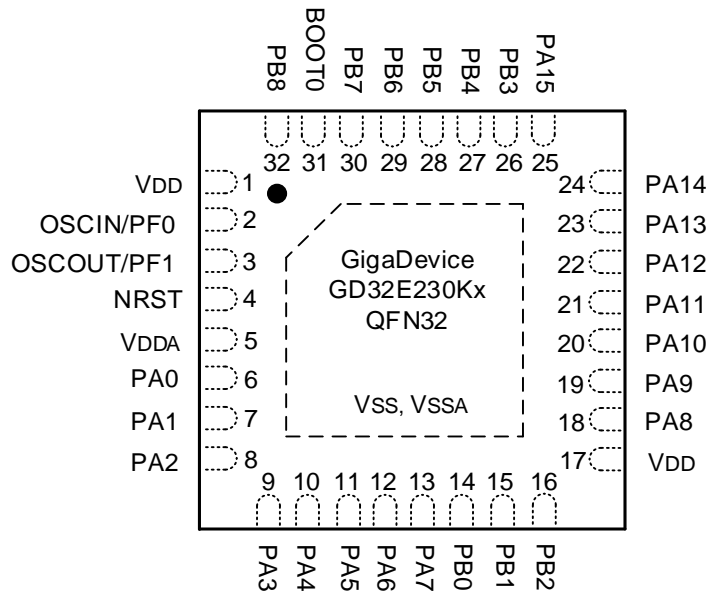 PB8 BOOT0 PB7 PB6 PB5 PB4 PB3 PA15
32 31 30 29 28 27 26 25
VDD 1
OSCIN/PF0 2
OSCOUT/PF1 3
NRST 4
VDDA 5
PA0 6
PA1 7
PA2 8
GigaDevice
GD32E230Kx
QFN32
VSS, VSSA
24 PA14
23 PA13
22 PA12
21 PA11
20 PA10
19 PA9
18 PA8
17 VDD
9 10 11 12 13 14 15 16
PA3 PA4 PA5 PA6 PA7 PB0 PB1 PB2